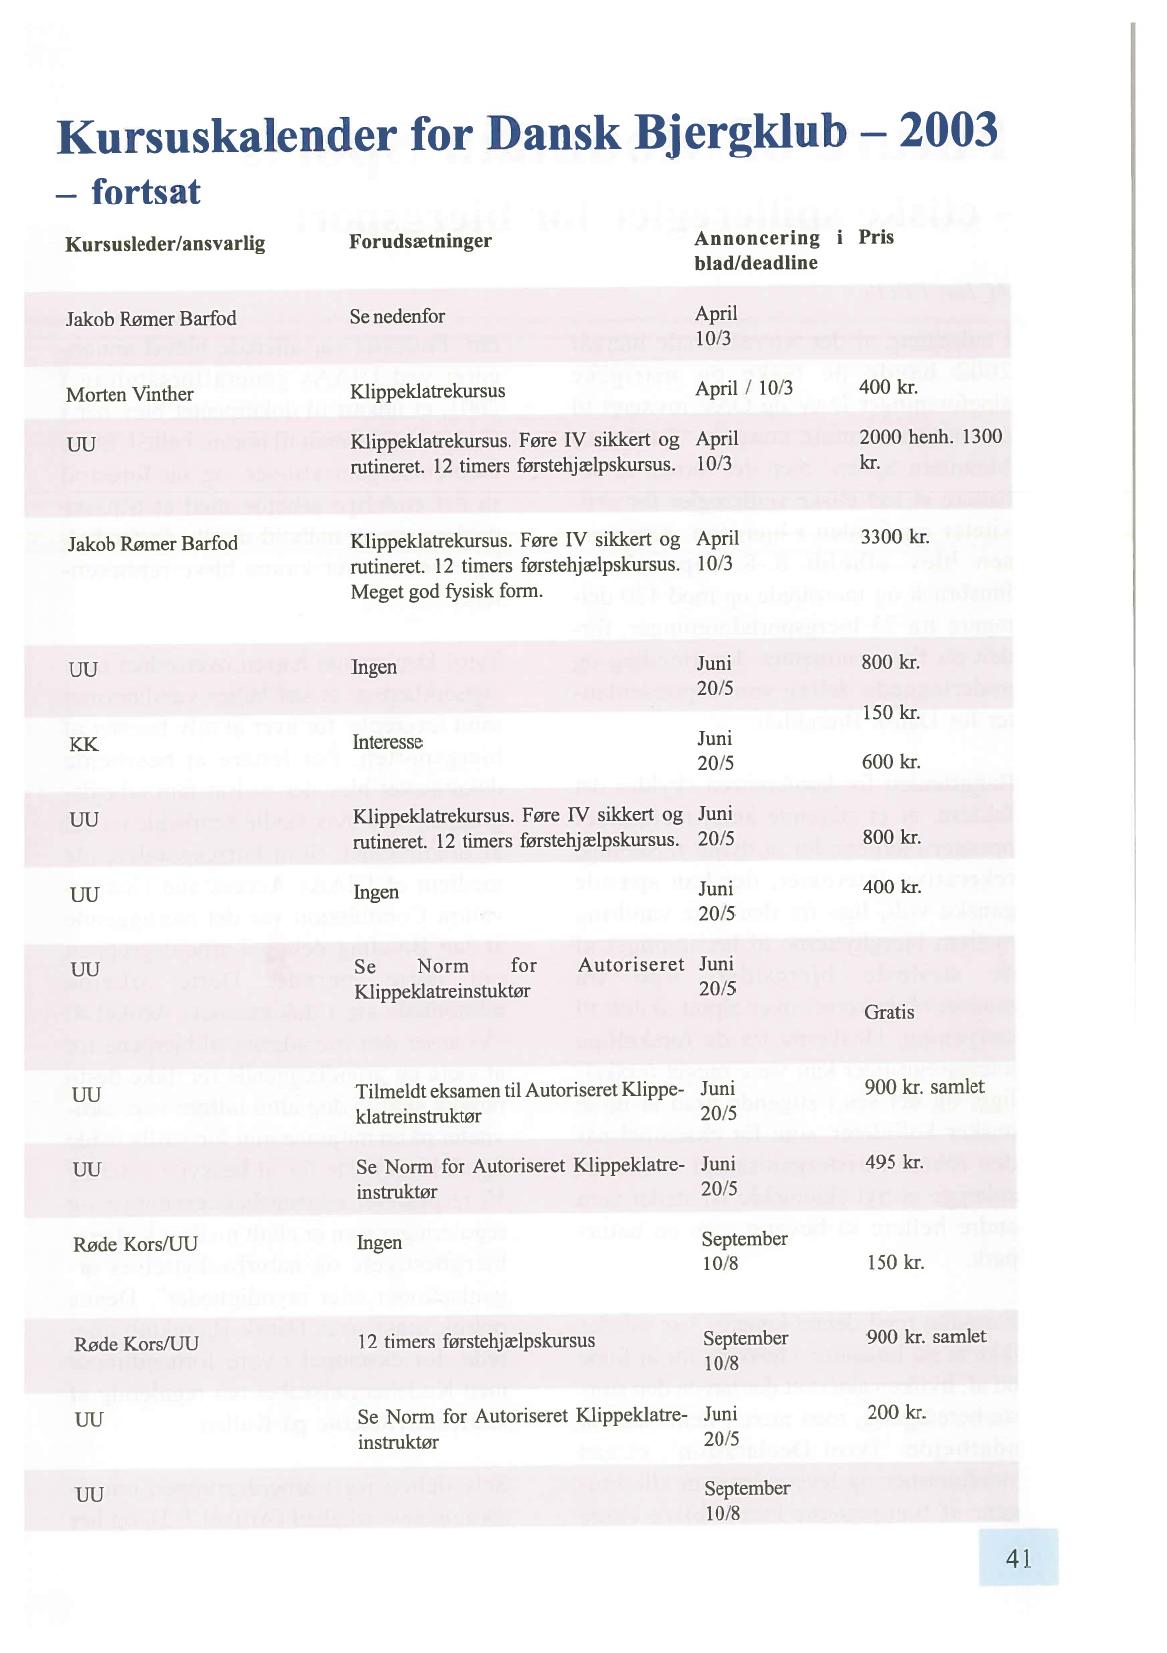 Kursuskalender for Dansk Bjergklub – 2003
– fortsat
Kursusleder/ansvarlig Forudsætninger Annoncering i Pris
blad/deadline
Jakob Rømer Barfod Se nedenfor April
10/3
Morten Vinther Klippeklatrekursus April / 10/3 400 kr.
UU Klippeklatrekursus. Føre IV sikkert og April 2000 henh. 1300
rutineret. 12 timers førstehjælpskursus. 10/3 kr.
Jakob Rømer Barfod Klippeklatrekursus. Føre IV sikkert og April 3300 kr.
rutineret. 12 timers førstehjælpskursus. 10/3
Meget god fysisk form.
UU Ingen Juni 800 kr.
20/5
150 kr.
KK Interesse Juni
20/5 600 kr.
UU Klippeklatrekursus. Føre IV sikkert og Juni
rutineret. 12 timers førstehjælpskursus. 20/5 800 kr.
UU Ingen Juni 400 kr.
20/5
UU Se Norm for Autoriseret Juni
Klippeklatreinstuktør 20/5
Gratis
UU Tilmeldt eksamen til Autoriseret Klippe- Juni 900 kr. samlet
klatreinstruktør 20/5
UU Se Norm for Autoriseret Klippeklatre- Juni 495 kr.
instruktør 20/5
Røde Kors/UU Ingen September
10/8 150 kr.
Røde Kors/UU 12 timers førstehjælpskursus September 900 kr. samlet
10/8
UU Se Norm for Autoriseret Klippeklatre- Juni 200 kr.
instruktør 20/5
UU September
10/8
41